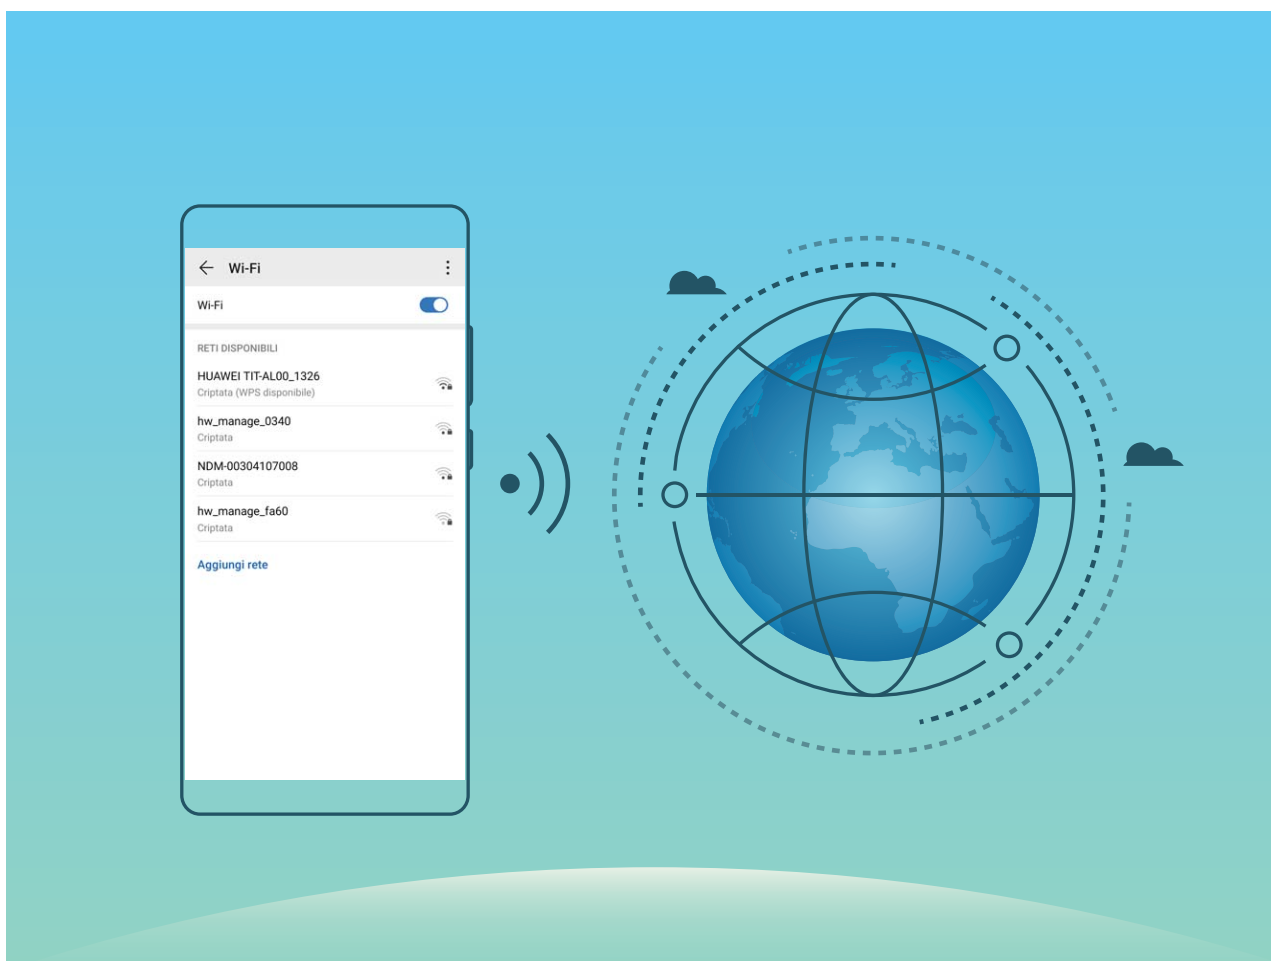 Wi-Fi
Wi-Fi
RETI DISPONIBILI
HUAWEI TIT-AL00_1326
Criptata (WPS disponibile)
hw_manage_0340
Criptata
NDM-00304107008
Criptata
hw_manage_fa60
Criptata
Aggiungi rete